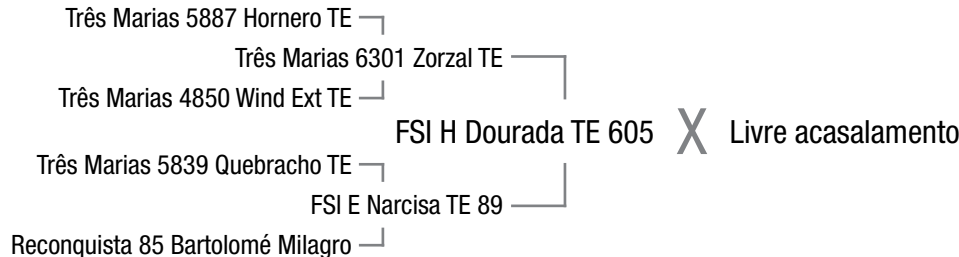 Três Marias 5887 Hornero TE
Três Marias 6301 Zorzal TE
Três Marias 4850 Wind Ext TE
FSI H Dourada TE 605 X Livre acasalamento
Três Marias 5839 Quebracho TE
FSI E Narcisa TE 89
Reconquista 85 Bartolomé Milagro